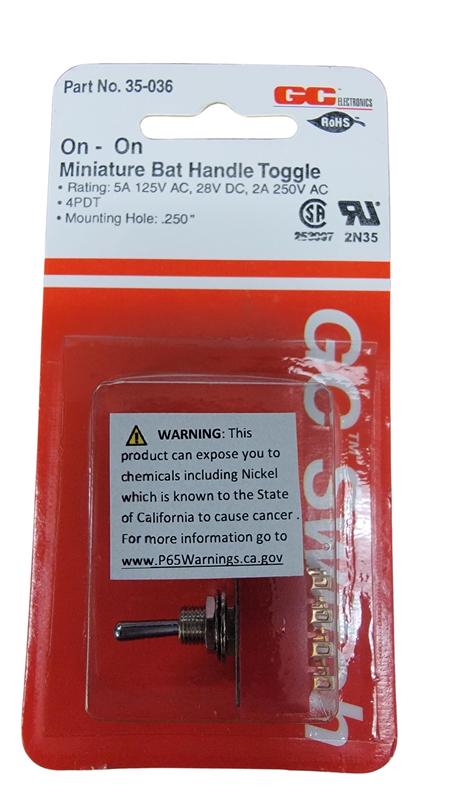 Part No. 35-036
GC ELECTRONICS
RoHS
On - On
Miniature Bat Handle Toggle
• Rating: 5A 125V AC, 28V DC, 2A 250V AC
• 4PDT
• Mounting Hole: .250"
2N35
GC™ Switch
WARNING: This
product can expose you to
chemicals including Nickel
which is known to the State
of California to cause cancer .
For more information go to
www.P65Warnings.ca.gov